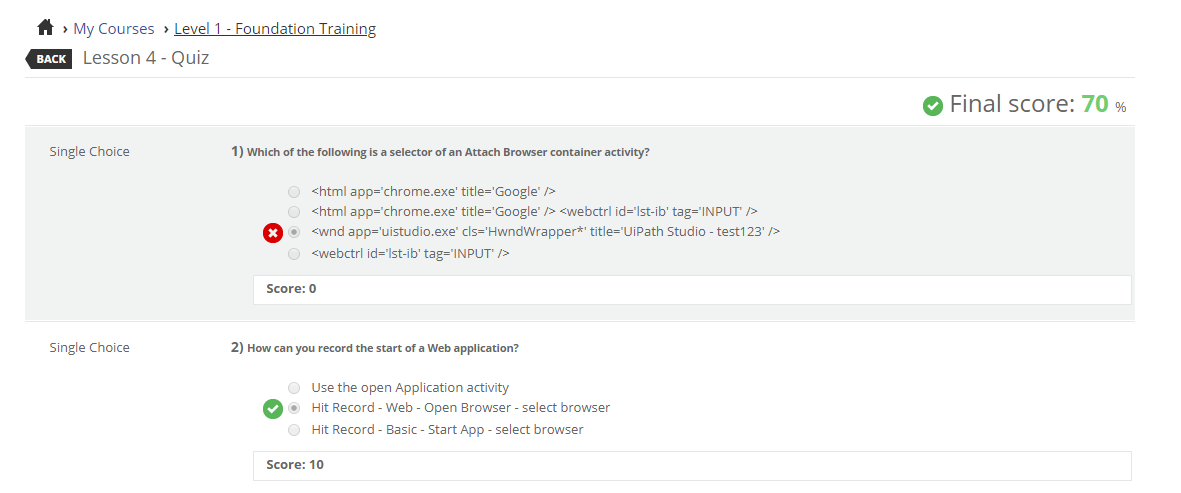 › My Courses › Level 1 - Foundation Training
BACK Lesson 4 - Quiz
Final score: 70 %
Single Choice
1) Which of the following is a selector of an Attach Browser container activity?
<html app='chrome.exe' title='Google' />
<html app='chrome.exe' title='Google' /> <webctrl id='lst-ib' tag='INPUT' />
<wnd app='uistudio.exe' cls='HwndWrapper*' title='UiPath Studio - test123' />
<webctrl id='lst-ib' tag='INPUT' />
Score: 0
Single Choice
2) How can you record the start of a Web application?
Use the open Application activity
Hit Record - Web - Open Browser - select browser
Hit Record - Basic - Start App - select browser
Score: 10